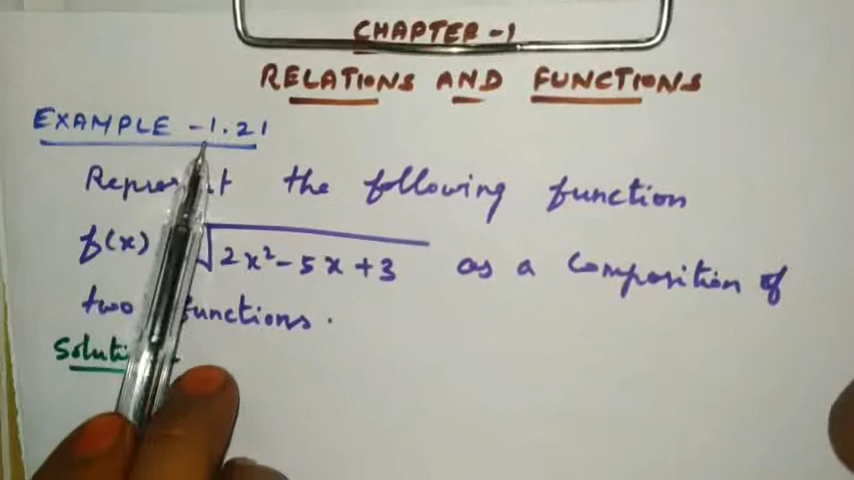 CHAPTER -1
RELATIONS AND FUNCTIONS
EXAMPLE -1.21
the following function
f(x) √2x²-5x+3 as a composition of
two functions.